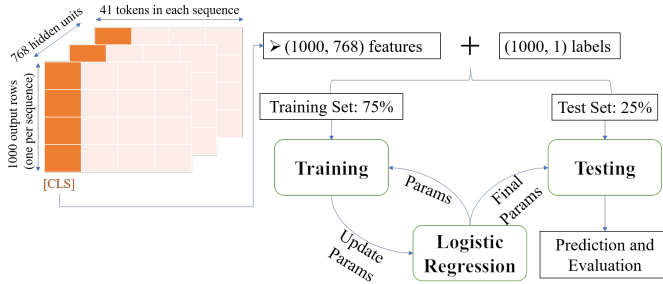 41 tokens in each sequence
768 hidden units
1000 output rows
(one per sequence)
[CLS]
➢ (1000, 768) features
+
(1000, 1) labels
Training Set: 75%
Test Set: 25%
Training
Testing
Params
Final
Params
Update
Params
Logistic
Regression
Prediction and
Evaluation